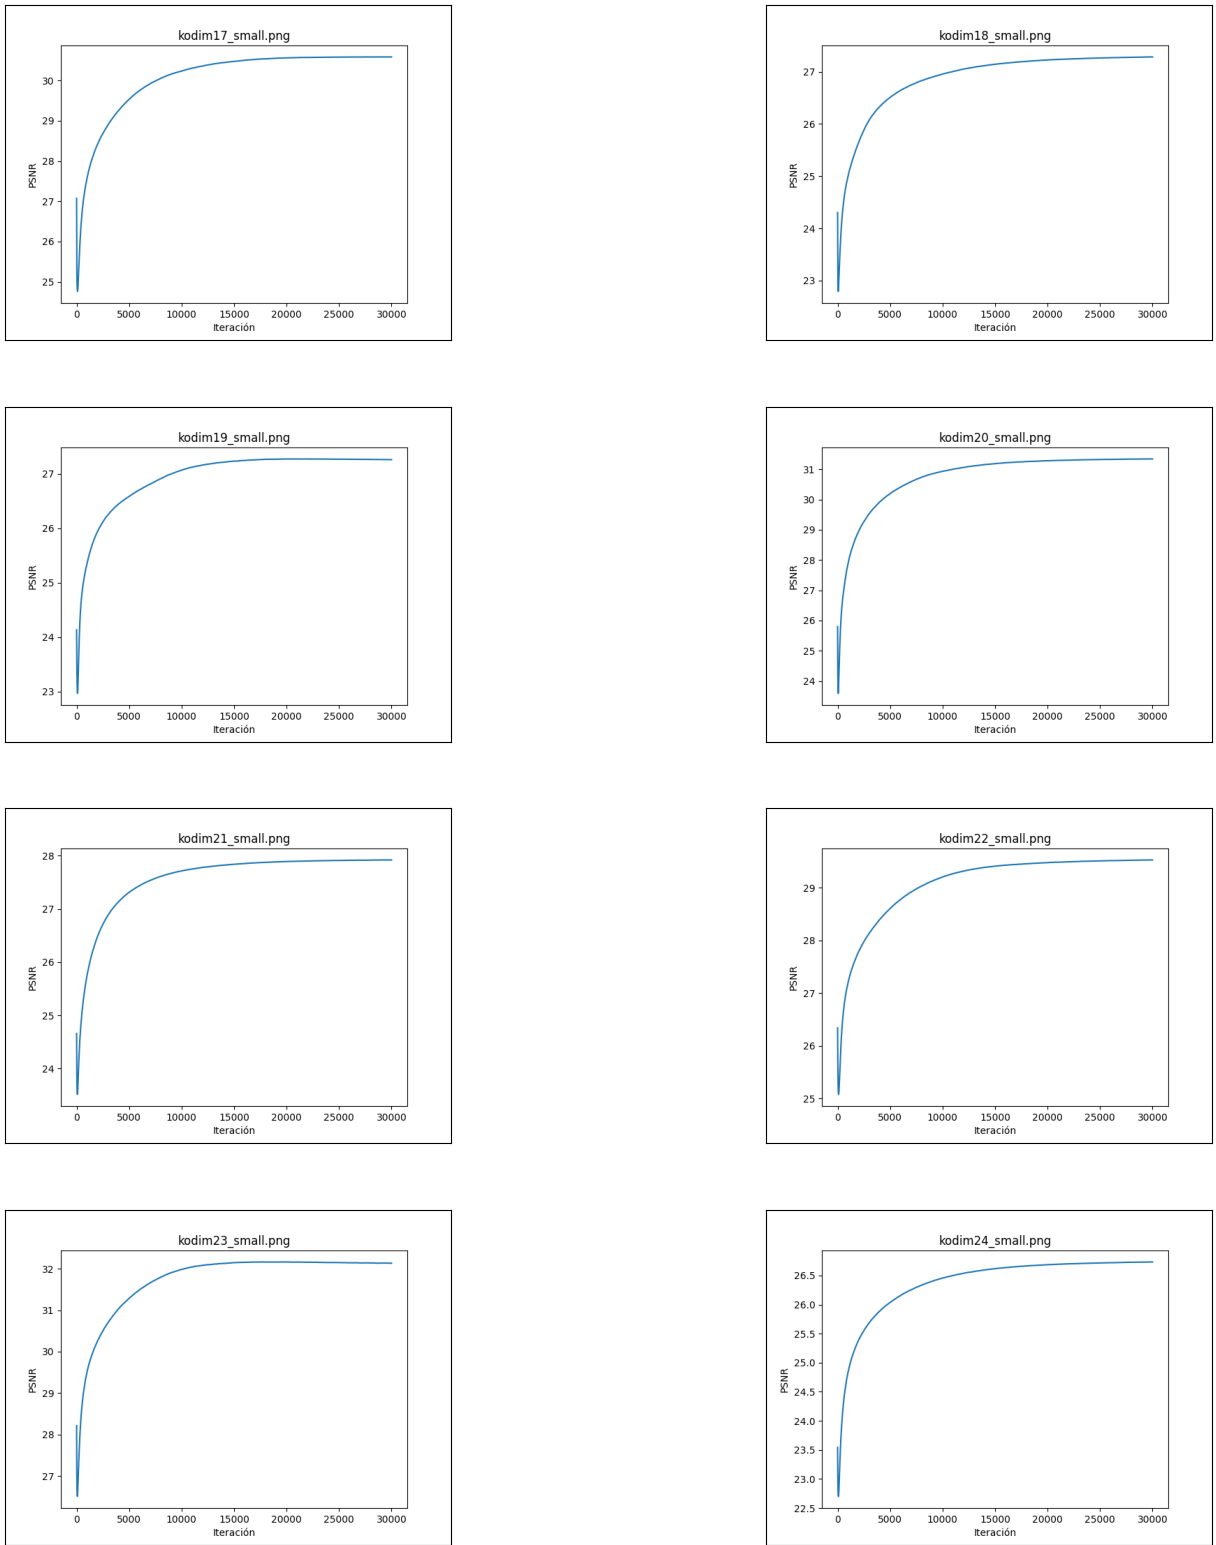 kodim17_small.png
30
29
28
27
26
25
PSNR
0 5000 10000 15000 20000 25000 30000
Iteración
kodim18_small.png
27
26
25
24
23
PSNR
0 5000 10000 15000 20000 25000 30000
Iteración
kodim19_small.png
27
26
25
24
23
PSNR
0 5000 10000 15000 20000 25000 30000
Iteración
kodim20_small.png
31
30
29
28
27
26
25
24
PSNR
0 5000 10000 15000 20000 25000 30000
Iteración
kodim21_small.png
28
27
26
25
24
PSNR
0 5000 10000 15000 20000 25000 30000
Iteración
kodim22_small.png
29
28
27
26
25
PSNR
0 5000 10000 15000 20000 25000 30000
Iteración
kodim23_small.png
32
31
30
29
28
27
PSNR
0 5000 10000 15000 20000 25000 30000
Iteración
kodim24_small.png
26.5
26.0
25.5
25.0
24.5
24.0
23.5
23.0
22.5
PSNR
0 5000 10000 15000 20000 25000 30000
Iteración